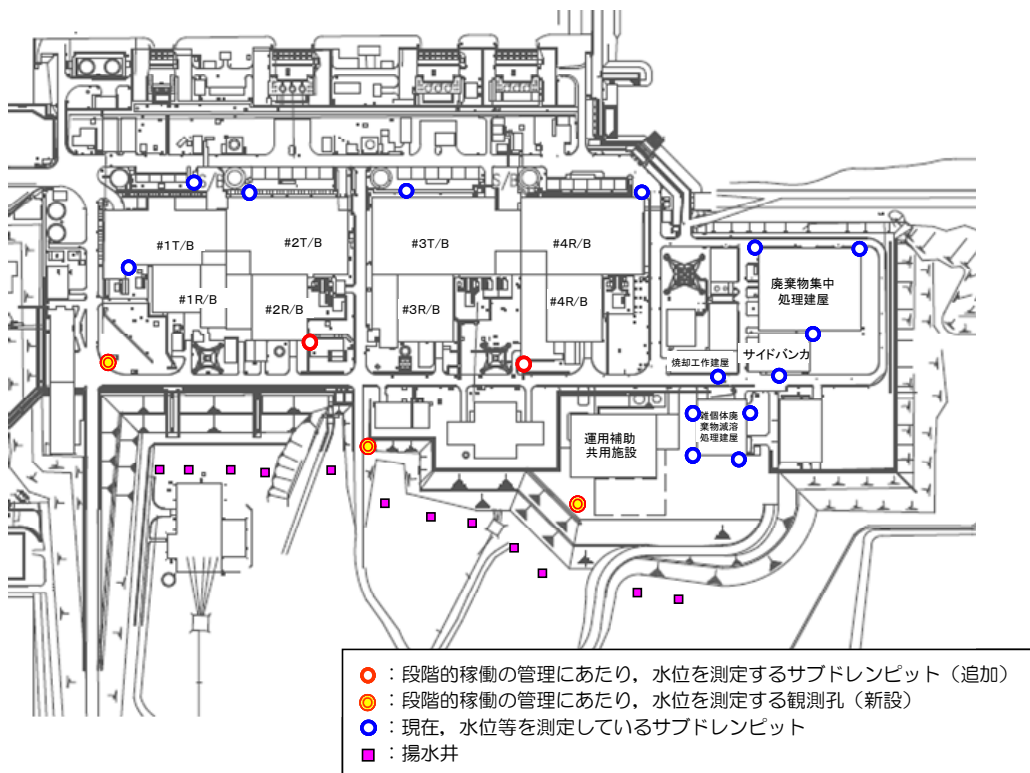 S/B
S/B
#1T/B
#2T/B
#3T/B
#4R/B
#1R/B
#2R/B
#3R/B
#4R/B
廃棄物集中
処理建屋
焼却工作建屋
サイドバンカ
雑個体廃
棄物減溶
処理建屋
運用補助
共用施設
：段階的稼働の管理にあたり，水位を測定するサブドレンピット（追加）
：段階的稼働の管理にあたり，水位を測定する観測孔（新設）
：現在，水位等を測定しているサブドレンピット
：揚水井